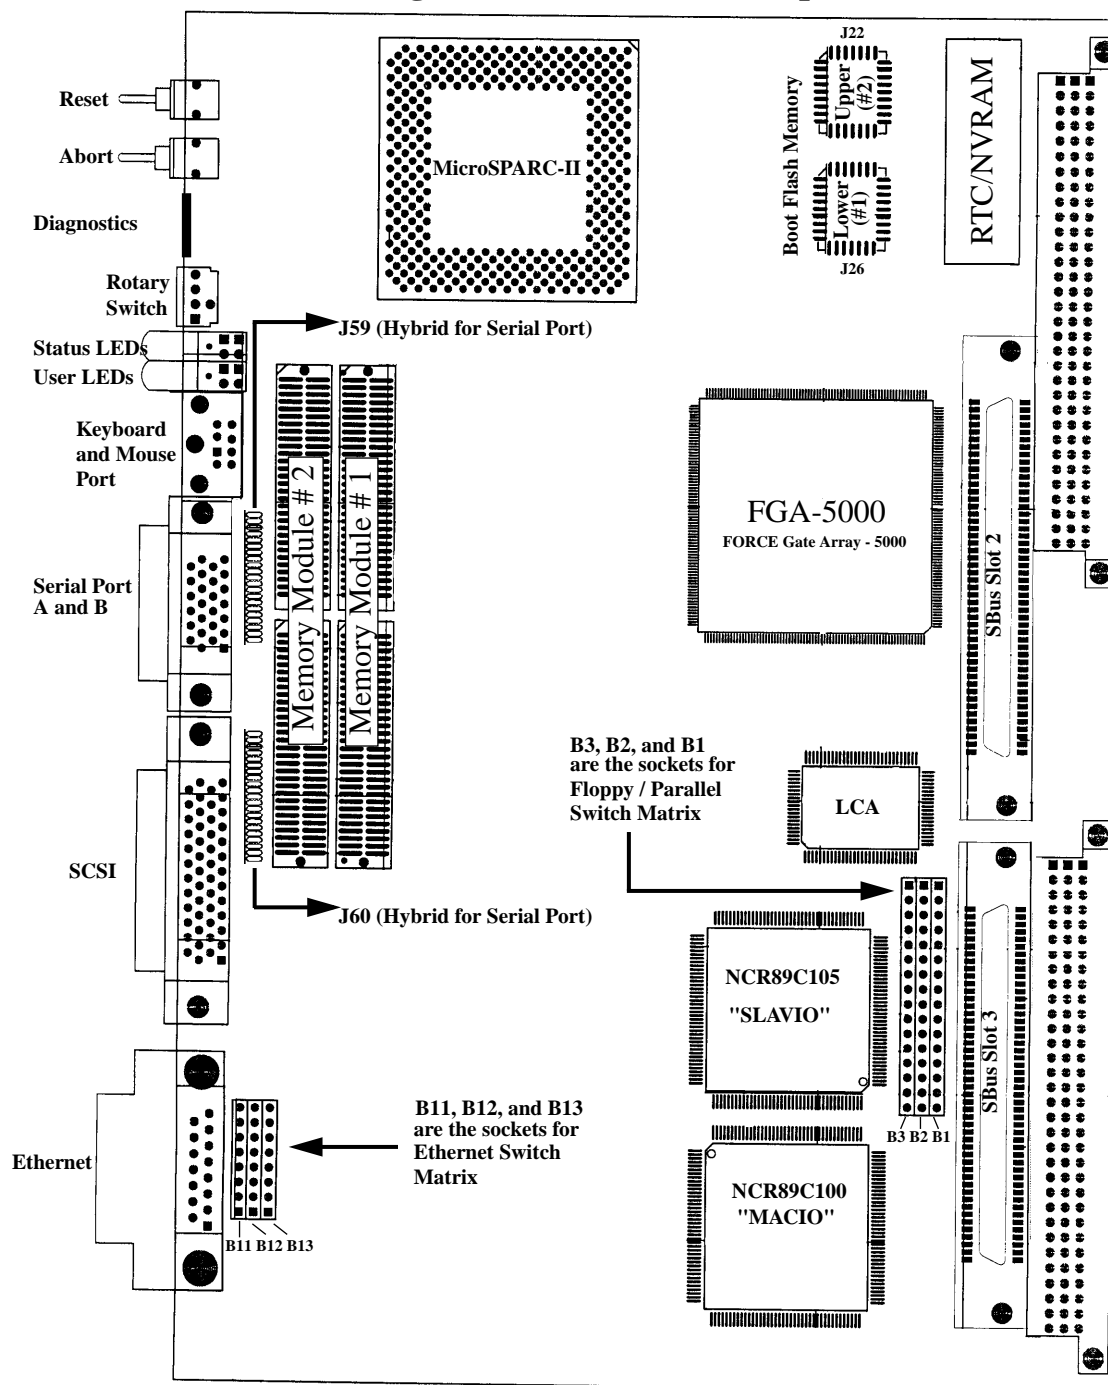 J22
Reset
Upper
(#2)
Boot Flash Memory
RTC/NVRAM
Abort
MicroSPARC-II
Lower
(#1)
Diagnostics
J26
Rotary
Switch
J59 (Hybrid for Serial Port)
Status LEDs
User LEDs
Keyboard
and Mouse
Port
Memory Module # 2
Memory Module # 1
FGA-5000
FORCE Gate Array - 5000
SBus Slot 2
Serial Port
A and B
B3, B2, and B1
are the sockets for
Floppy / Parallel
Switch Matrix
LCA
SCSI
J60 (Hybrid for Serial Port)
NCR89C105
"SLAVIO"
SBus Slot 3
B3 B2 B1
B11, B12, and B13
are the sockets for
Ethernet Switch
Matrix
Ethernet
NCR89C100
"MACIO"
B11 B12 B13